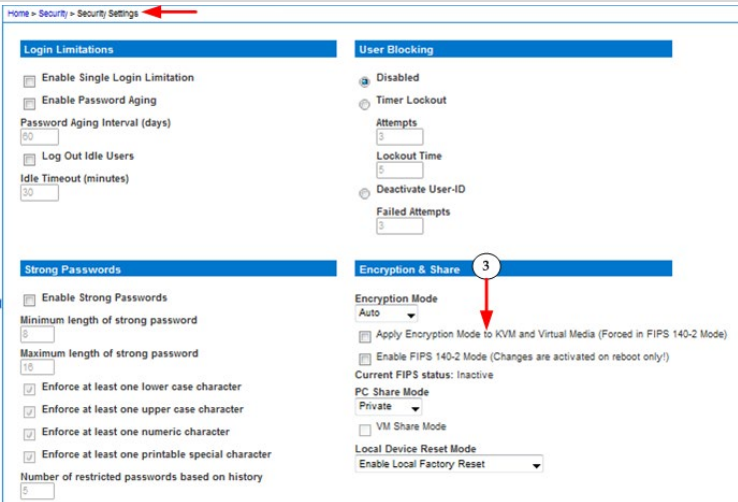 Home > Security > Security Settings
Login Limitations
Enable Single Login Limitation
Enable Password Aging
Password Aging Interval (days)
60
Log Out Idle Users
Idle Timeout (minutes)
30
User Blocking
Disabled
Timer Lockout
Attempts
3
Lockout Time
5
Deactivate User-ID
Failed Attempts
3
Strong Passwords
Enable Strong Passwords
Minimum length of strong password
8
Maximum length of strong password
16
Enforce at least one lower case character
Enforce at least one upper case character
Enforce at least one numeric character
Enforce at least one printable special character
Number of restricted passwords based on history
5
Encryption & Share
3
Encryption Mode
Auto
Apply Encryption Mode to KVM and Virtual Media (Forced in FIPS 140-2 Mode)
Enable FIPS 140-2 Mode (Changes are activated on reboot only!)
Current FIPS status: Inactive
PC Share Mode
Private
VM Share Mode
Local Device Reset Mode
Enable Local Factory Reset